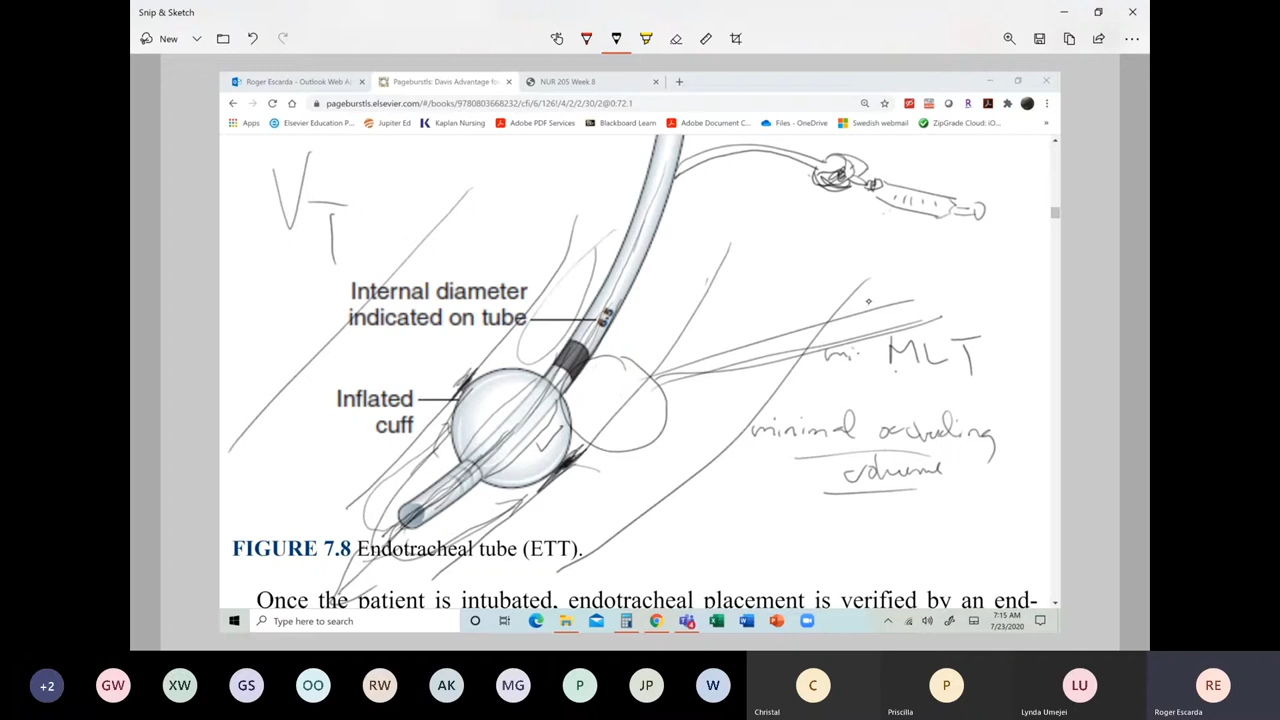 Snip & Sketch
New
Roger Escarda - Outlook Web A
Pageburstls: Davis Advantage fo
NUR 205 Week 8
pageburstls.elsevier.com/#/books/9780803668232/cfi/6/126!/4/2/2/30/2@0:72.1
Apps
Elsevier Education P...
Jupiter Ed
Kaplan Nursing
Adobe PDF Services
Blackboard Learn
Adobe Document C...
Files - OneDrive
Swedish webmail
ZipGrade Cloud: iO...
VT
Internal diameter
indicated on tube
6.5
MLT
Inflated
cuff
minimal occluding
volume
FIGURE 7.8 Endotracheal tube (ETT).
Once the patient is intubated, endotracheal placement is verified by an end-
Type here to search
7:15 AM
7/23/2020
+2
GW
XW
GS
OO
RW
AK
MG
P
JP
W
C
P
LU
RE
Christal
Priscilla
Lynda Umejei
Roger Escarda